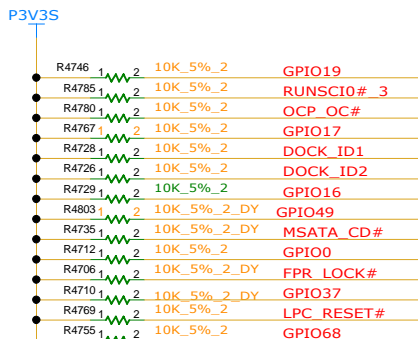 P3V3S
R4746 1 2 10K_5%_2 GPIO19
R4785 1 2 10K_5%_2 RUNSCI0#_3
R4780 1 2 10K_5%_2 OCP_OC#
R4767 1 2 10K_5%_2 GPIO17
R4728 1 2 10K_5%_2 DOCK_ID1
R4726 1 2 10K_5%_2 DOCK_ID2
R4729 1 2 10K_5%_2 GPIO16
R4803 1 2 10K_5%_2_DY GPIO49
R4735 1 2 10K_5%_2_DY MSATA_CD#
R4712 1 2 10K_5%_2 GPIO0
R4706 1 2 10K_5%_2_DY FPR_LOCK#
R4710 1 2 10K_5%_2_DY GPIO37
R4769 1 2 10K_5%_2 LPC_RESET#
R4755 1 2 10K_5%_2 GPIO68